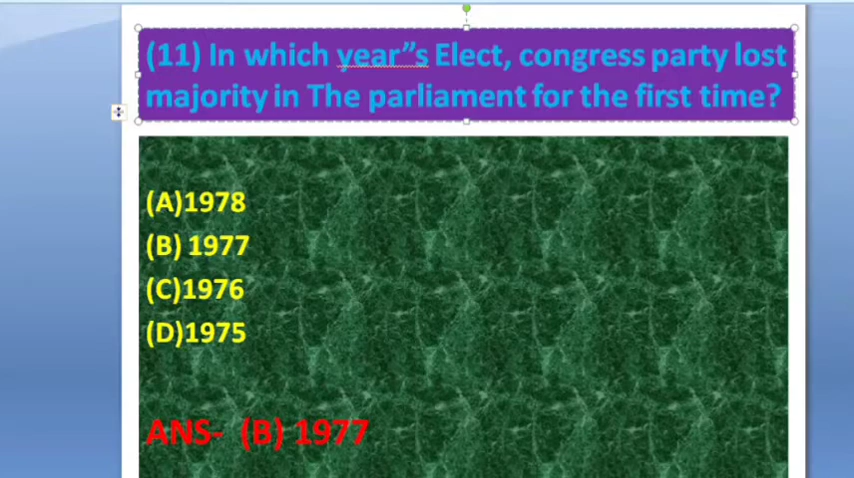 (11) In which year”s Elect, congress party lost
majority in The parliament for the first time?
(A)1978
(B) 1977
(C)1976
(D)1975
ANS- (B) 1977